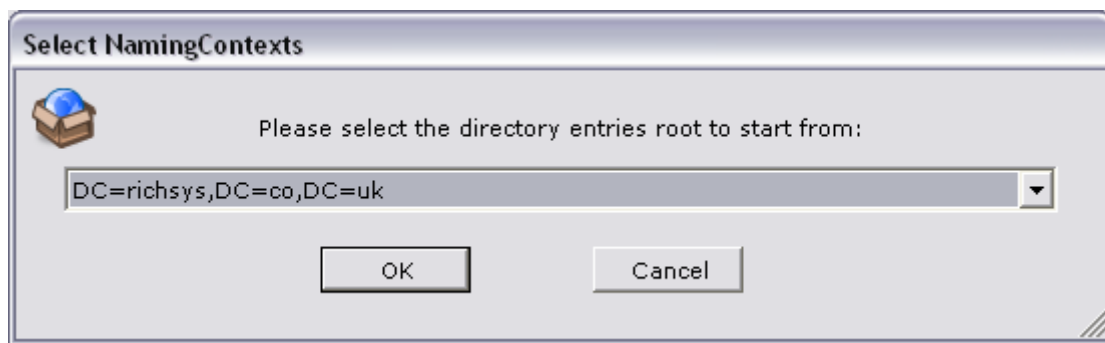 Select NamingContexts
Please select the directory entries root to start from:
DC=richsys,DC=co,DC=uk
OK Cancel